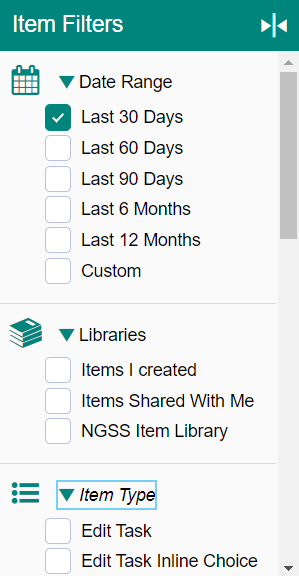 Item Filters
Date Range
Last 30 Days
Last 60 Days
Last 90 Days
Last 6 Months
Last 12 Months
Custom
Libraries
Items I created
Items Shared With Me
NGSS Item Library
Item Type
Edit Task
Edit Task Inline Choice